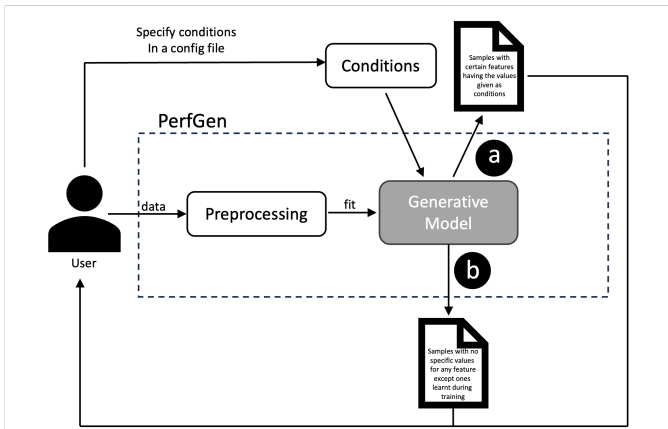 Specify conditions
In a config file
Conditions
Samples with
certain features
having the values
given as
conditions
PerfGen
a
data
Preprocessing
fit
Generative
Model
User
b
Samples with no
specific values
for any feature
except ones
learnt during
training